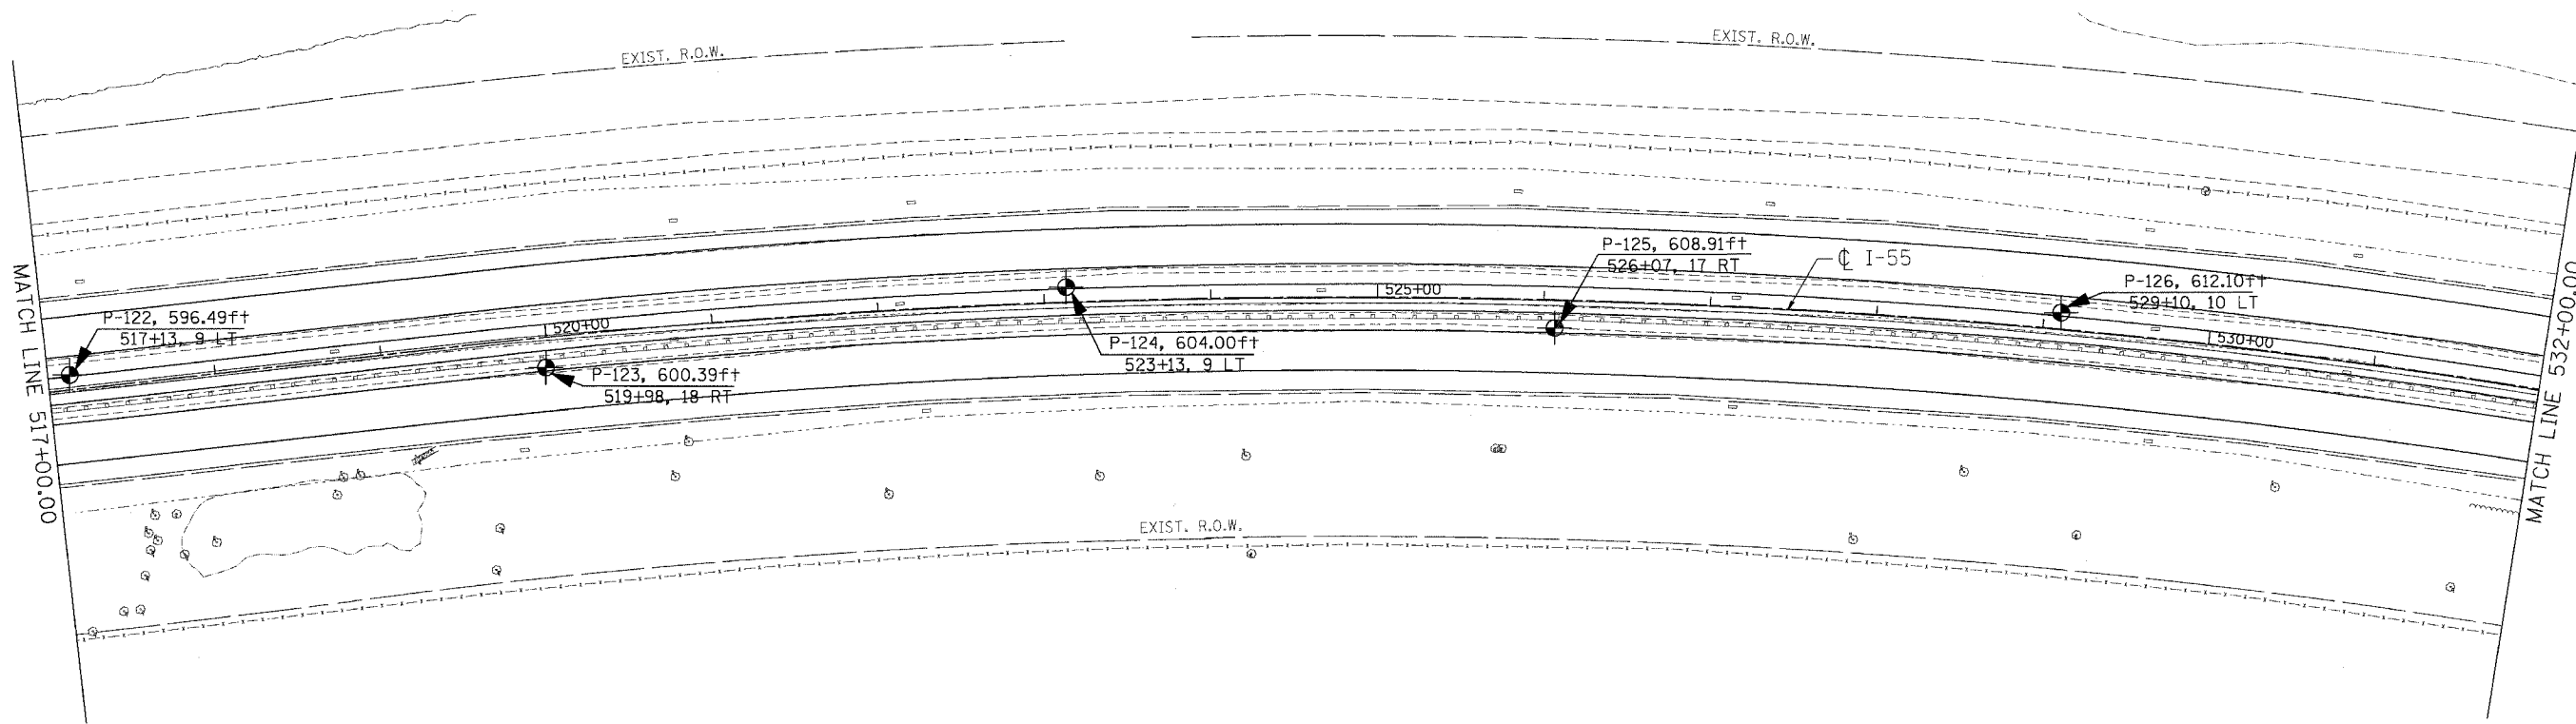 EXIST. R.O.W.
EXIST. R.O.W.
P-125, 608.91ft
526+07, 17 RT
℄ I-55
P-126, 612.10ft
529+10, 10 LT
MATCH LINE 517+00.00
P-122, 596.49ft
517+13, 9 LT
520+00
525+00
530+00
P-124, 604.00ft
523+13, 9 LT
P-123, 600.39ft
519+98, 18 RT
MATCH LINE 532+00.00
EXIST. R.O.W.